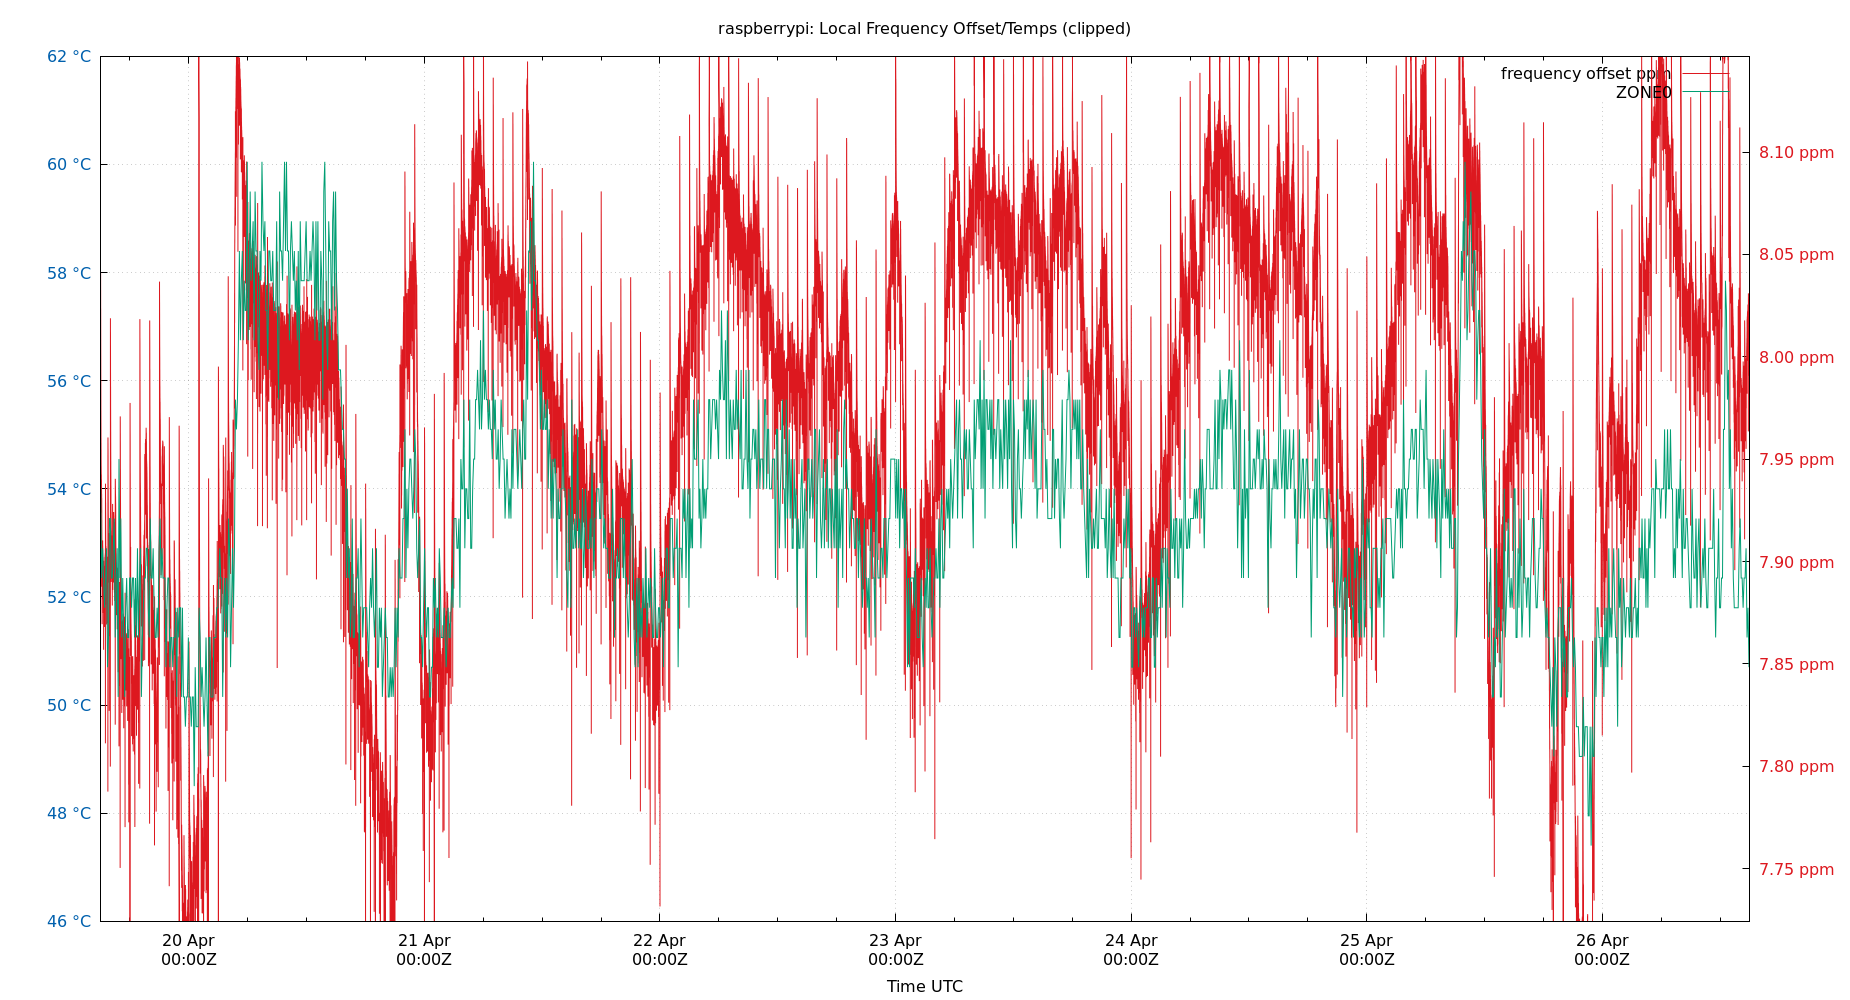 raspberrypi: Local Frequency Offset/Temps (clipped)
62 °C
60 °C
58 °C
56 °C
54 °C
52 °C
50 °C
48 °C
46 °C
frequency offset ppm
ZONE0
8.10 ppm
8.05 ppm
8.00 ppm
7.95 ppm
7.90 ppm
7.85 ppm
7.80 ppm
7.75 ppm
20 Apr
00:00Z
21 Apr
00:00Z
22 Apr
00:00Z
23 Apr
00:00Z
24 Apr
00:00Z
25 Apr
00:00Z
26 Apr
00:00Z
Time UTC